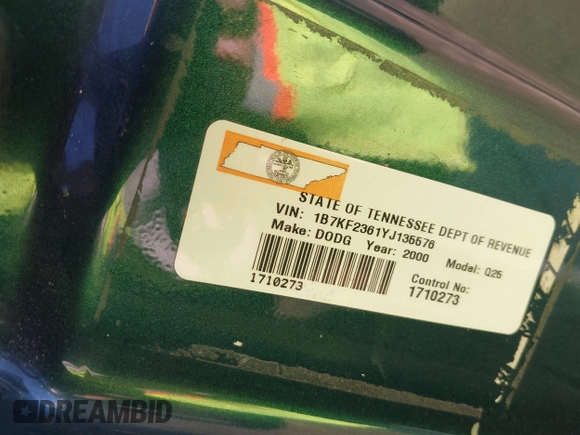 STATE OF TENNESSEE DEPT OF REVENUE
VIN: 1B7KF2361YJ136576
Make: DODG Year: 2000 Model: Q25
Control No:
1710273 1710273
DREAMBID